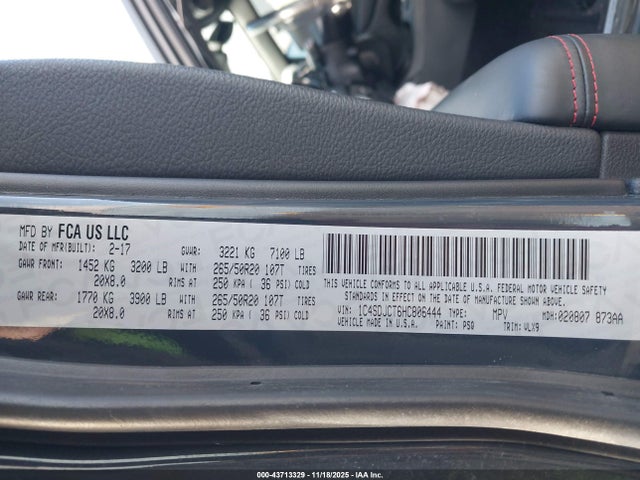 MFD BY FCA US LLC
DATE OF MFR(BUILT): 2-17 GVWR: 3221 KG 7100 LB
GAWR FRONT: 1452 KG 3200 LB WITH 265/50R20 107T TIRES
20X8.0 RIMS AT 250 KPA ( 36 PSI) COLD
GAWR REAR: 1770 KG 3900 LB WITH 265/50R20 107T TIRES
20X8.0 RIMS AT 250 KPA ( 36 PSI) COLD
THIS VEHICLE CONFORMS TO ALL APPLICABLE U.S.A. FEDERAL MOTOR VEHICLE SAFETY
STANDARDS IN EFFECT ON THE DATE OF MANUFACTURE SHOWN ABOVE.
VIN: 1C4SDJCT6HC806444 TYPE: MPV MDH:020807 873AA
VEHICLE MADE IN U.S.A. PAINT: PSQ TRIM: VLX9
000-43713329 - 11/18/2025 - IAA Inc.